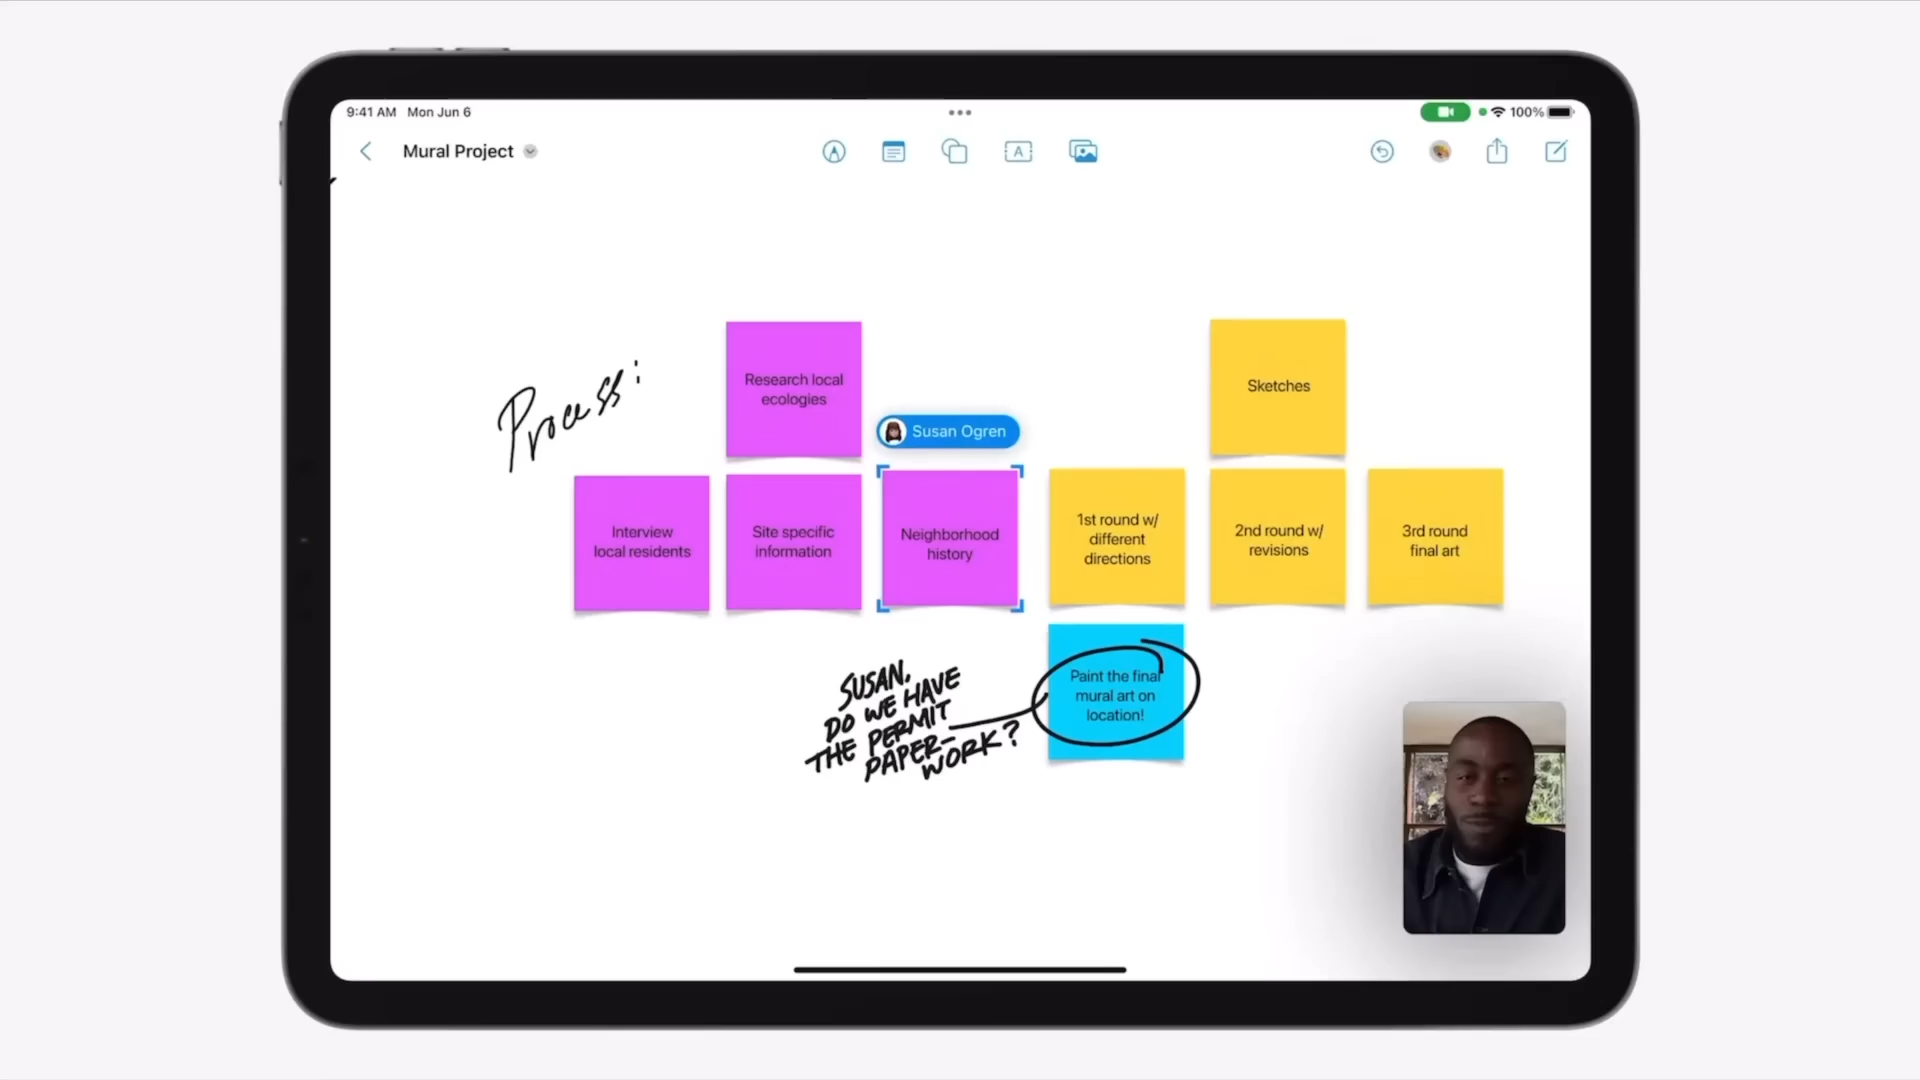 9:41 AM Mon Jun 6
100%
Mural Project
A
Process:
Research local
ecologies
Sketches
Susan Ogren
Interview
local residents
Site specific
information
Neighborhood
history
1st round w/
different
directions
2nd round w/
revisions
3rd round
final art
SUSAN,
DO WE HAVE
THE PERMIT
PAPER-
WORK?
Paint the final
mural art on
location!